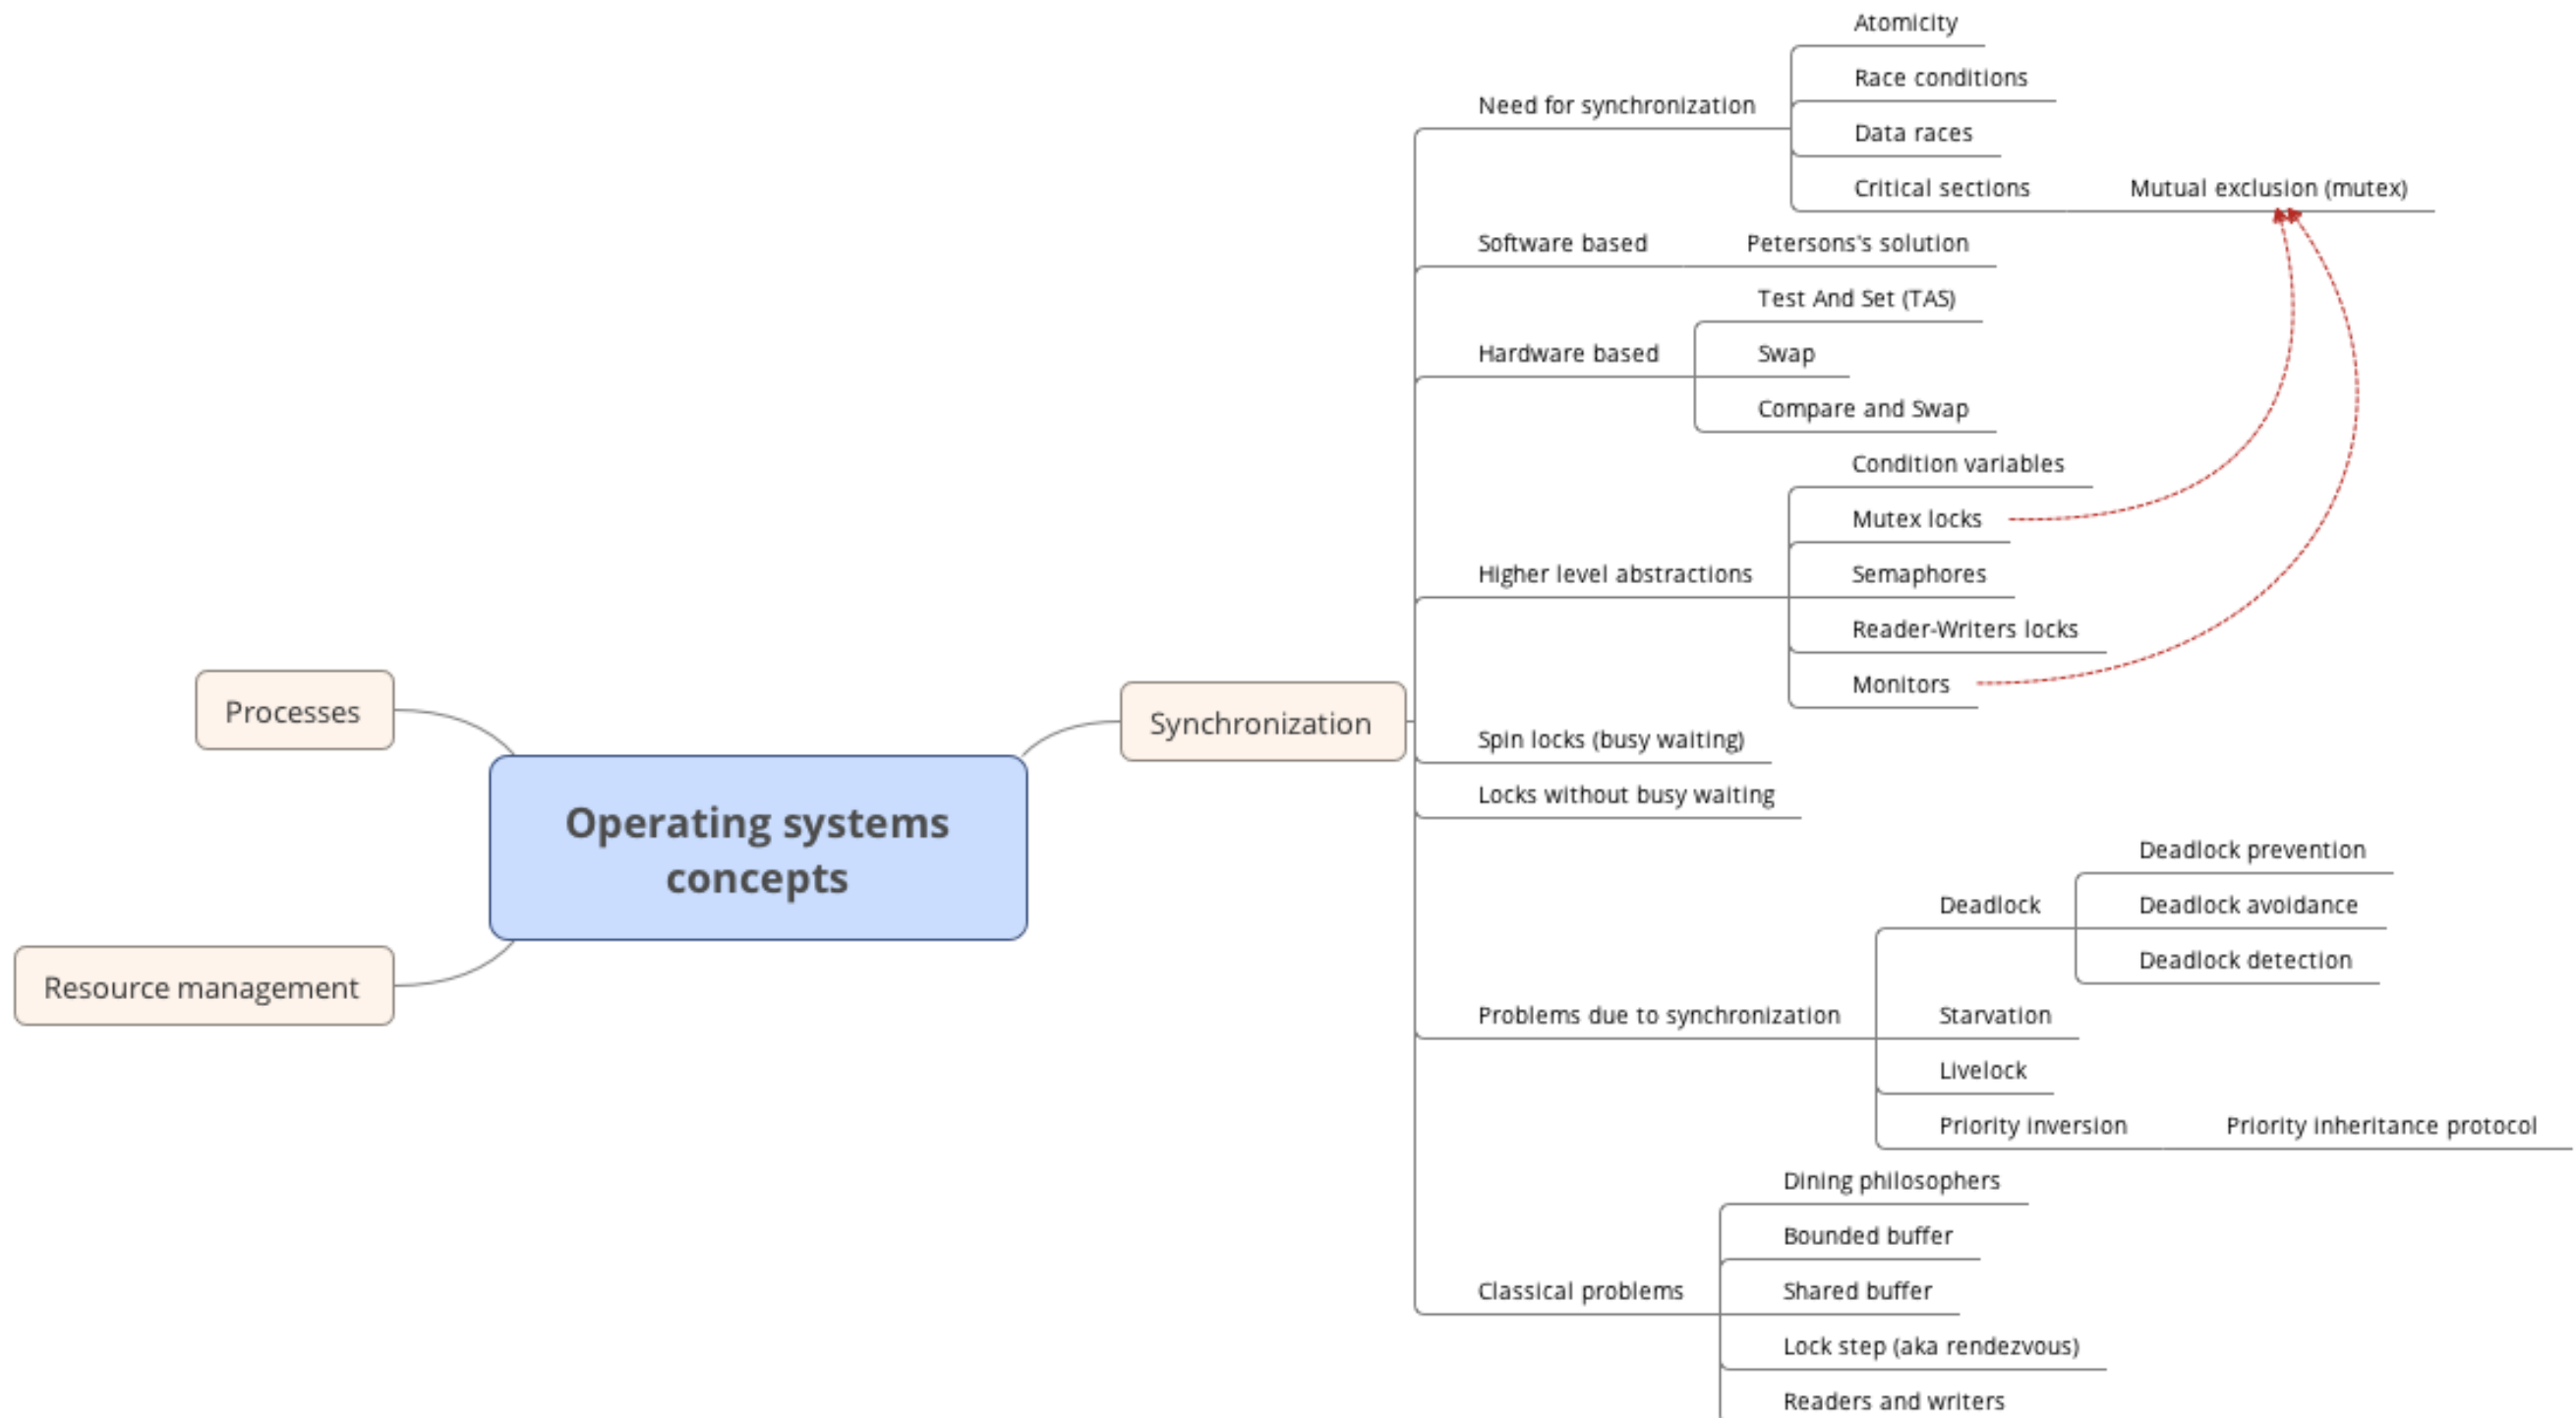 Operating systems
concepts
Processes
Resource management
Synchronization
Need for synchronization
Atomicity
Race conditions
Data races
Critical sections
Mutual exclusion (mutex)
Software based
Petersons's solution
Hardware based
Test And Set (TAS)
Swap
Compare and Swap
Higher level abstractions
Condition variables
Mutex locks
Semaphores
Reader-Writers locks
Monitors
Spin locks (busy waiting)
Locks without busy waiting
Problems due to synchronization
Deadlock
Deadlock prevention
Deadlock avoidance
Deadlock detection
Starvation
Livelock
Priority inversion
Priority inheritance protocol
Classical problems
Dining philosophers
Bounded buffer
Shared buffer
Lock step (aka rendezvous)
Readers and writers